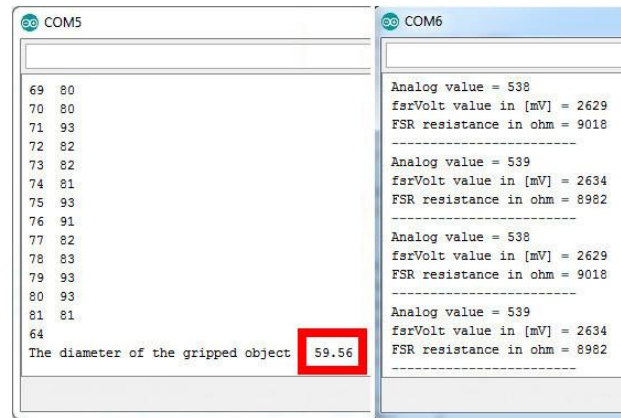 COM5
69 80
70 80
71 93
72 82
73 82
74 81
75 93
76 91
77 82
78 83
79 93
80 93
81 81
64
The diameter of the gripped object 59.56
COM6
Analog value = 538
fsrVolt value in [mV] = 2629
FSR resistance in ohm = 9018
------------------------
Analog value = 539
fsrVolt value in [mV] = 2634
FSR resistance in ohm = 8982
------------------------
Analog value = 538
fsrVolt value in [mV] = 2629
FSR resistance in ohm = 9018
------------------------
Analog value = 539
fsrVolt value in [mV] = 2634
FSR resistance in ohm = 8982
------------------------